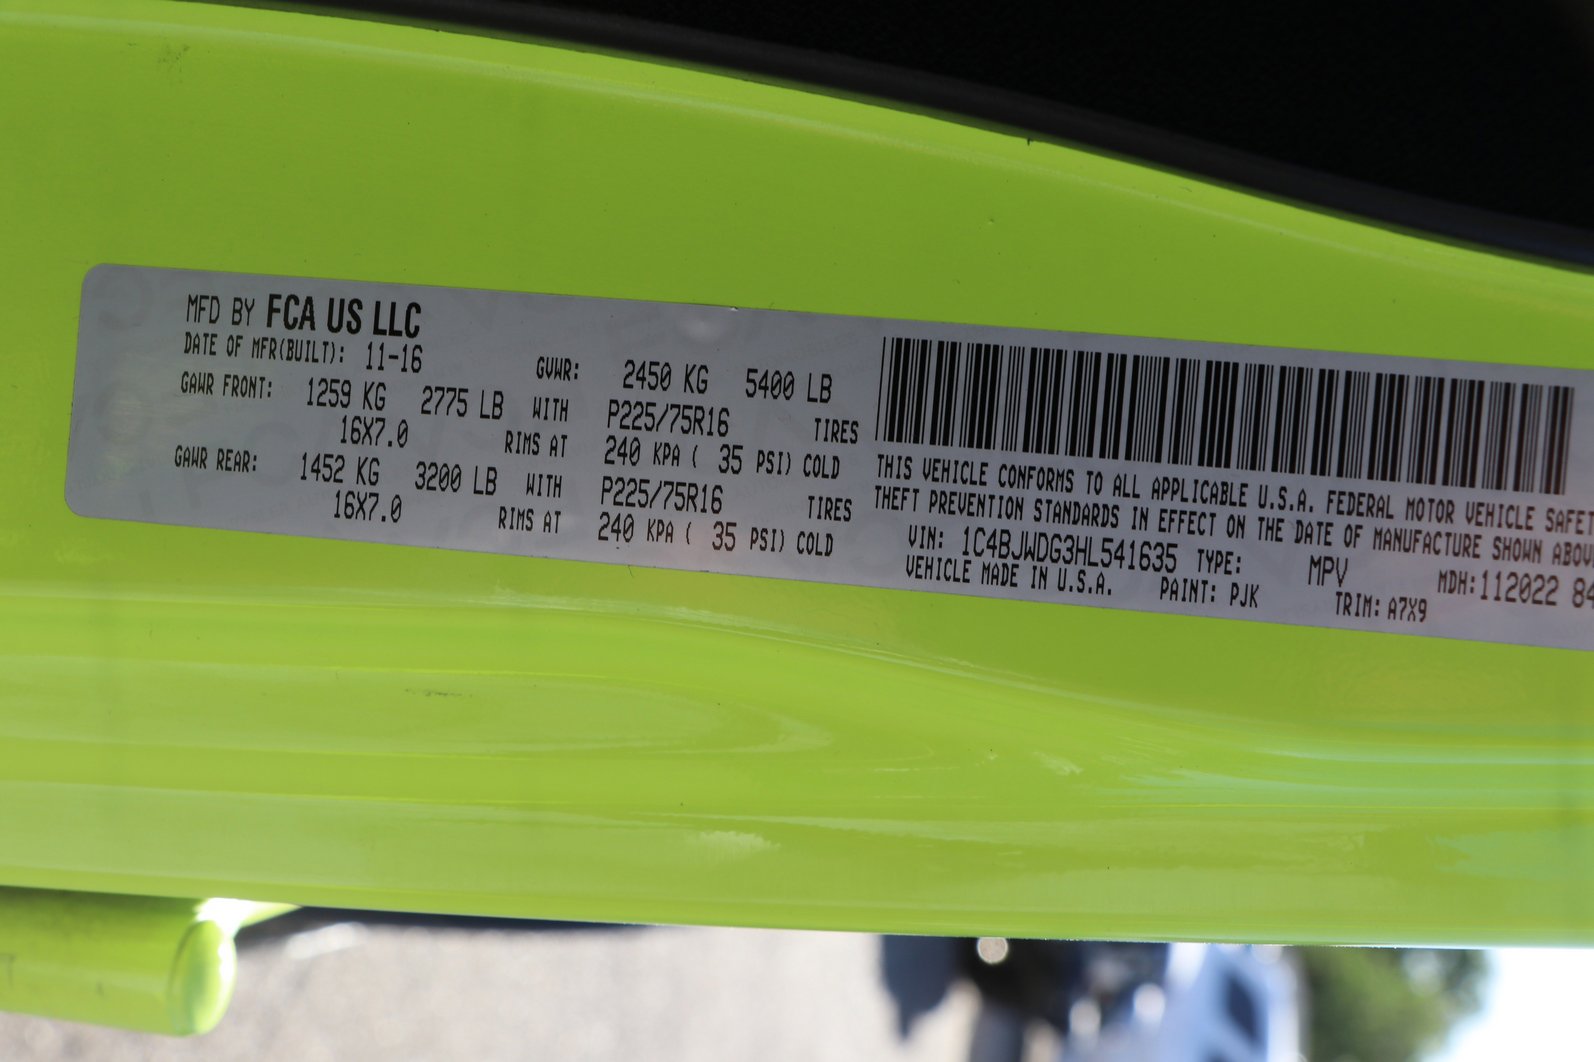 MFD BY FCA US LLC
DATE OF MFR(BUILT): 11-16 GVWR: 2450 KG 5400 LB
GAWR FRONT: 1259 KG 2775 LB WITH P225/75R16 TIRES
16X7.0 RIMS AT 240 KPA ( 35 PSI) COLD
GAWR REAR: 1452 KG 3200 LB WITH P225/75R16 TIRES
16X7.0 RIMS AT 240 KPA ( 35 PSI) COLD
THIS VEHICLE CONFORMS TO ALL APPLICABLE U.S.A. FEDERAL MOTOR VEHICLE SAFET
THEFT PREVENTION STANDARDS IN EFFECT ON THE DATE OF MANUFACTURE SHOWN ABOV
VIN: 1C4BJWDG3HL541635 TYPE: MPV MDH:112022 84
VEHICLE MADE IN U.S.A. PAINT: PJK TRIM: A7X9